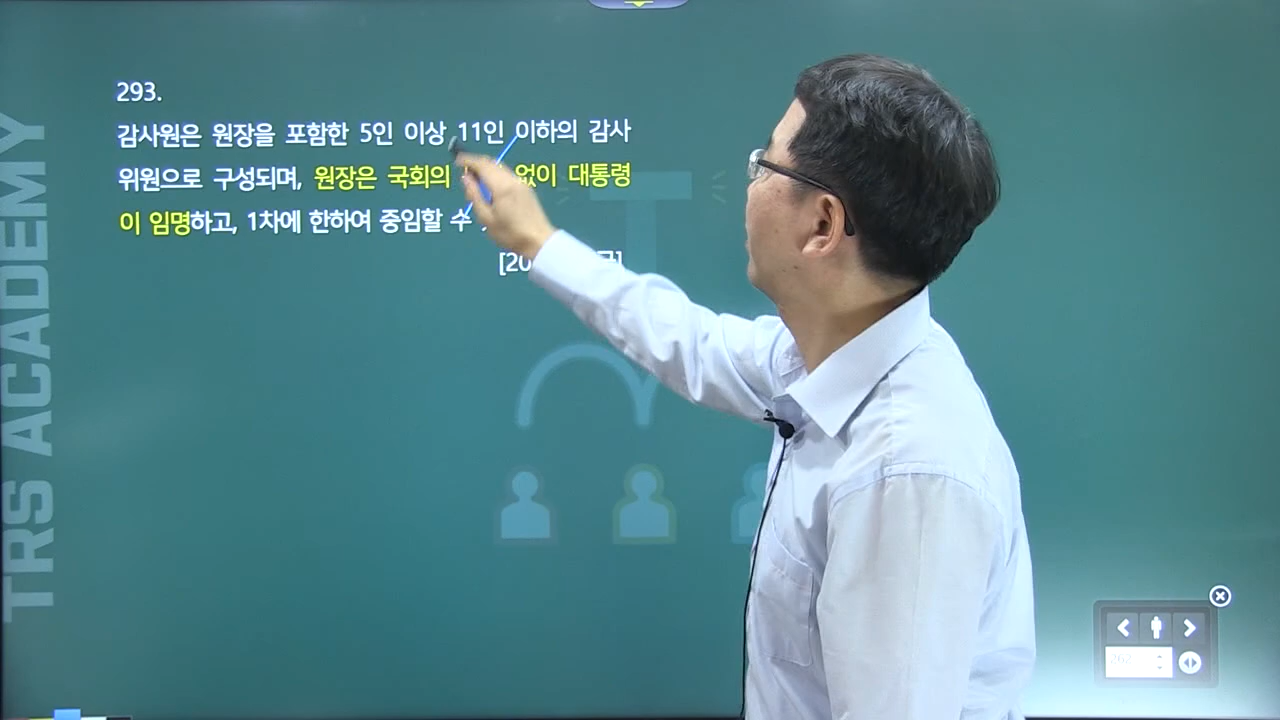 TRS ACADEMY
293.
감사원은 원장을 포함한 5인 이상 11인 이하의 감사
위원으로 구성되며, 원장은 국회의 없이 대통령
이 임명하고, 1차에 한하여 중임할 수
[20
262